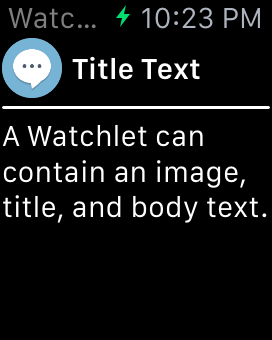 Watc... 10:23 PM
Title Text
A Watchlet can
contain an image,
title, and body text.